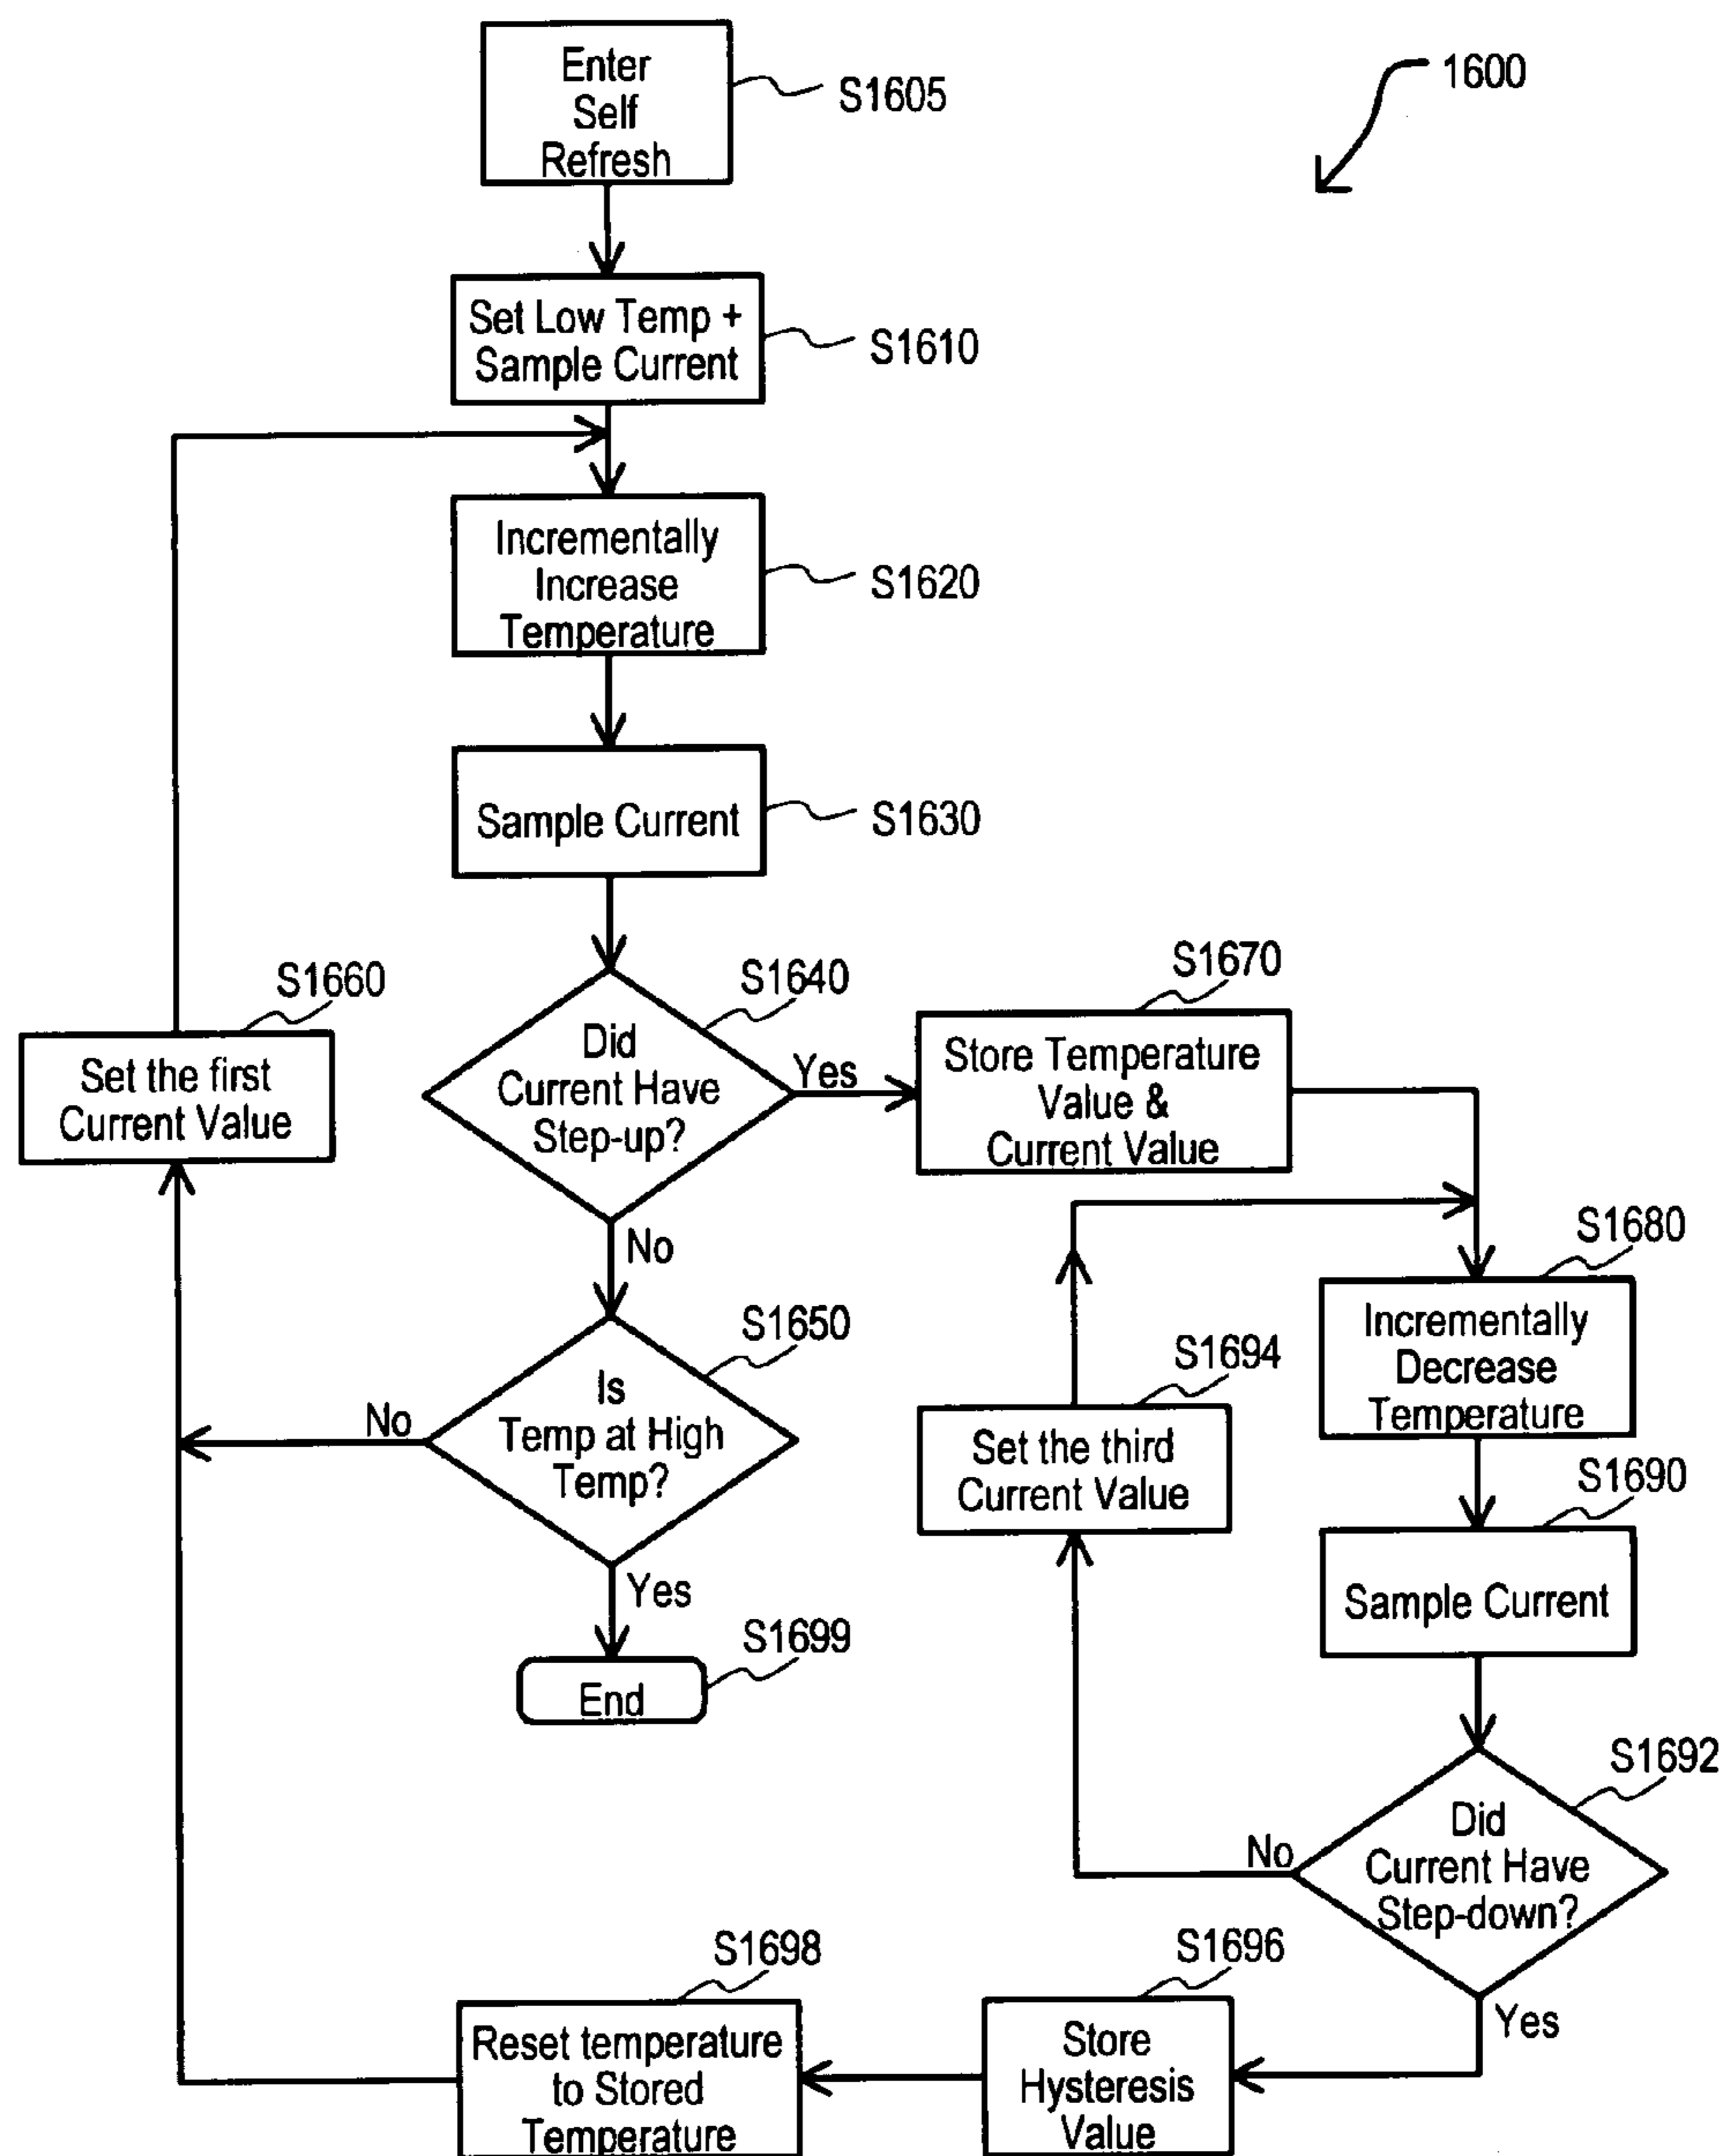 Enter
Self
Refresh
S1605
1600
Set Low Temp +
Sample Current
S1610
Incrementally
Increase
Temperature
S1620
Sample Current
S1630
S1640
Did
Current Have
Step-up?
Yes
No
S1660
Set the first
Current Value
S1670
Store Temperature
Value &
Current Value
S1680
Incrementally
Decrease
Temperature
S1650
Is
Temp at High
Temp?
No
Yes
S1694
Set the third
Current Value
S1690
Sample Current
S1699
End
S1692
Did
Current Have
Step-down?
No
Yes
S1696
Store
Hysteresis
Value
S1698
Reset temperature
to Stored
Temperature